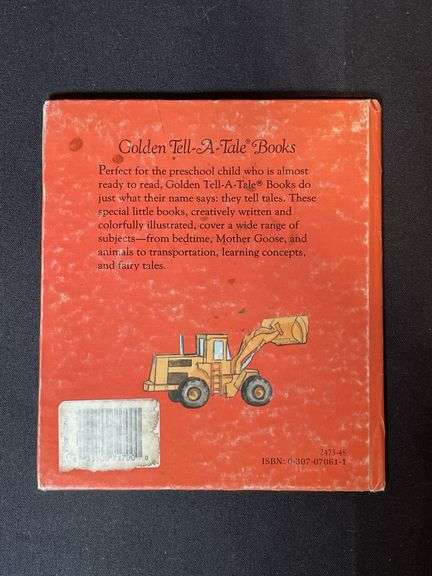 Golden Tell-A-Tale® Books
Perfect for the preschool child who is almost
ready to read, Golden Tell-A-Tale® Books do
just what their name says: they tell tales. These
special little books, creatively written and
colorfully illustrated, cover a wide range of
subjects—from bedtime, Mother Goose, and
animals to transportation, learning concepts,
and fairy tales.
2473-45
ISBN: 0-307-07061-1